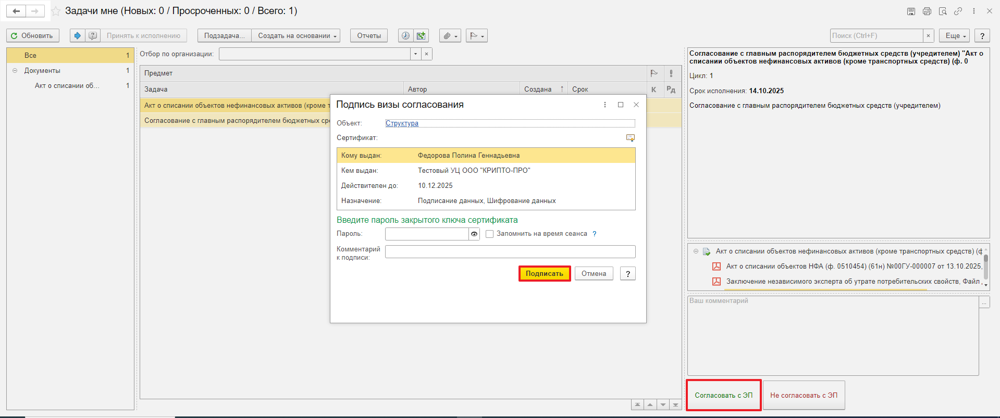 Задачи мне (Новых: 0 / Просроченных: 0 / Всего: 1)
Обновить
Принять к исполнению
Подзадача...
Создать на основании
Отчеты
Поиск (Ctrl+F)
×
Еще
?
Все 1
Документы 1
Акт о списании об... 1
Отбор по организации:
×
Предмет
Задача Автор Создана ↑ Срок К Рд
Акт о списании объектов нефинансовых активов (кроме т
Согласование с главным распорядителем бюджетных сре
Подпись визы согласования
Объект: Структура
Сертификат:
Кому выдан: Федорова Полина Геннадьевна
Кем выдан: Тестовый УЦ ООО "КРИПТО-ПРО"
Действителен до: 10.12.2025
Назначение: Подписание данных, Шифрование данных
Введите пароль закрытого ключа сертификата
Пароль: Запомнить на время сеанса ?
Комментарий
к подписи:
Подписать
Отмена
?
Согласование с главным распорядителем бюджетных средств (учредителем) "Акт о
списании объектов нефинансовых активов (кроме транспортных средств) (ф. 0
Цикл: 1
Срок исполнения: 14.10.2025
Согласование с главным распорядителем бюджетных средств (учредителем)
Акт о списании объектов нефинансовых активов (кроме транспортных средств) (ф
Акт о списании объектов НФА (ф. 0510454) (61н) №00ГУ-000007 от 13.10.2025,
Заключение независимого эксперта об утрате потребительских свойств, Файл
Ваш комментарий
...
Согласовать с ЭП
Не согласовать с ЭП